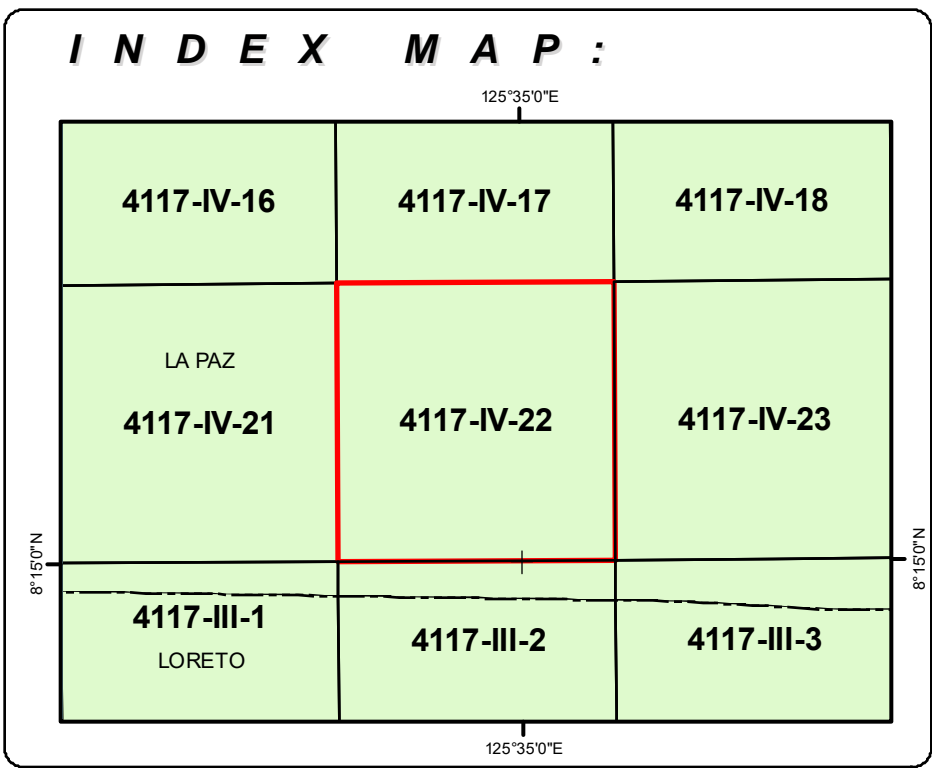 INDEX MAP:
125°35'0"E
4117-IV-16
4117-IV-17
4117-IV-18
LA PAZ
4117-IV-21
4117-IV-22
4117-IV-23
8°15'0"N
8°15'0"N
4117-III-1
4117-III-2
4117-III-3
LORETO
125°35'0"E